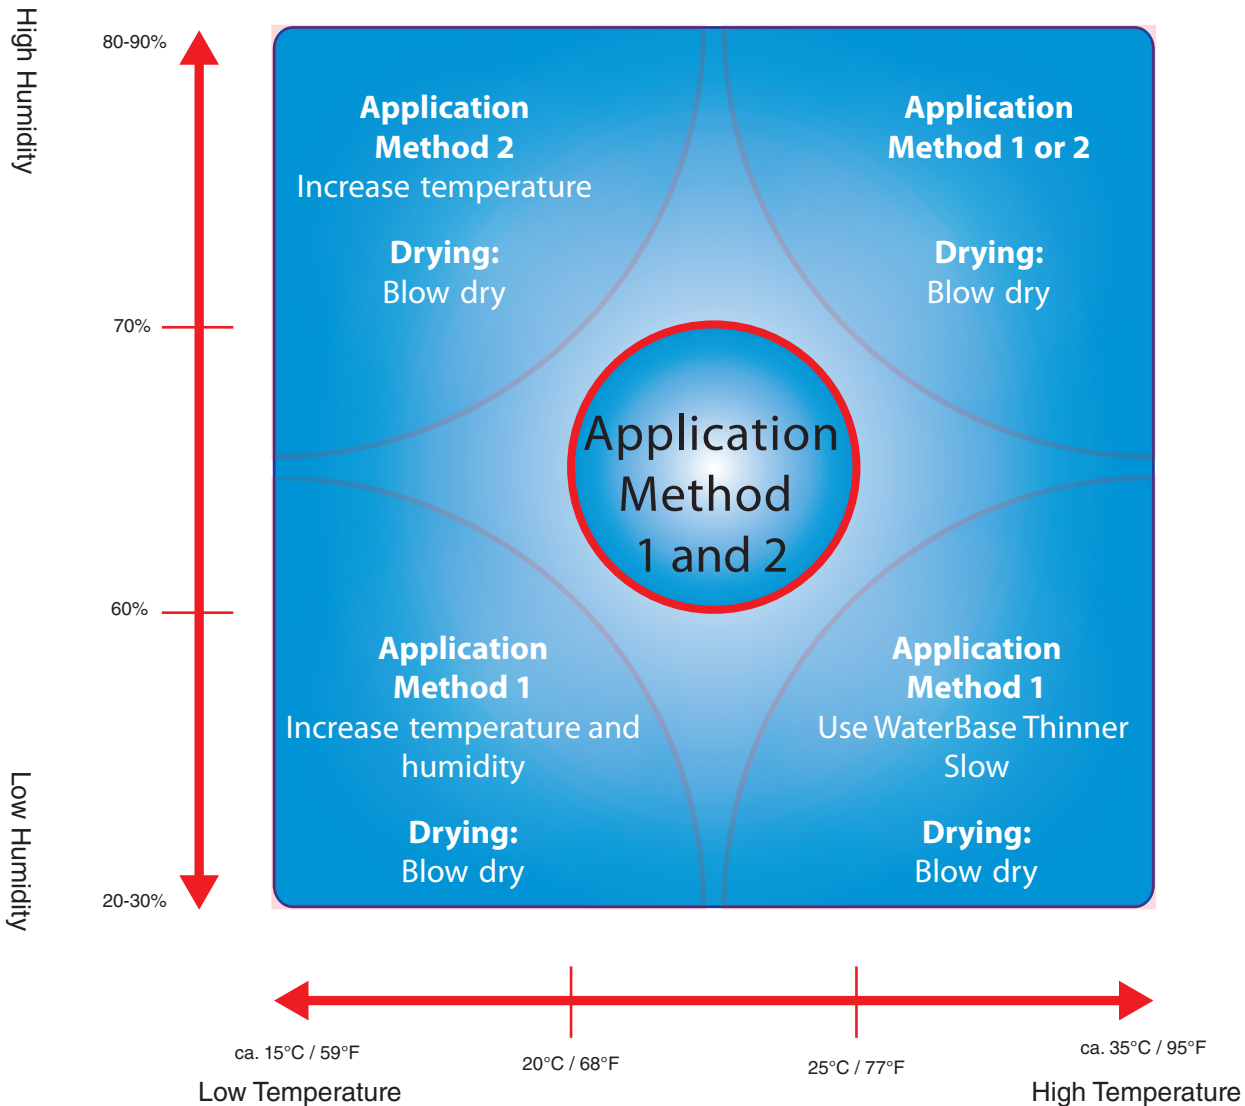 High Humidity
80-90%
Application
Method 2
Increase temperature
Drying:
Blow dry
Application
Method 1 or 2
Drying:
Blow dry
70%
Application
Method
1 and 2
60%
Application
Method 1
Increase temperature and
humidity
Drying:
Blow dry
Application
Method 1
Use WaterBase Thinner
Slow
Drying:
Blow dry
Low Humidity
20-30%
ca. 15°C / 59°F
20°C / 68°F
25°C / 77°F
ca. 35°C / 95°F
Low Temperature
High Temperature